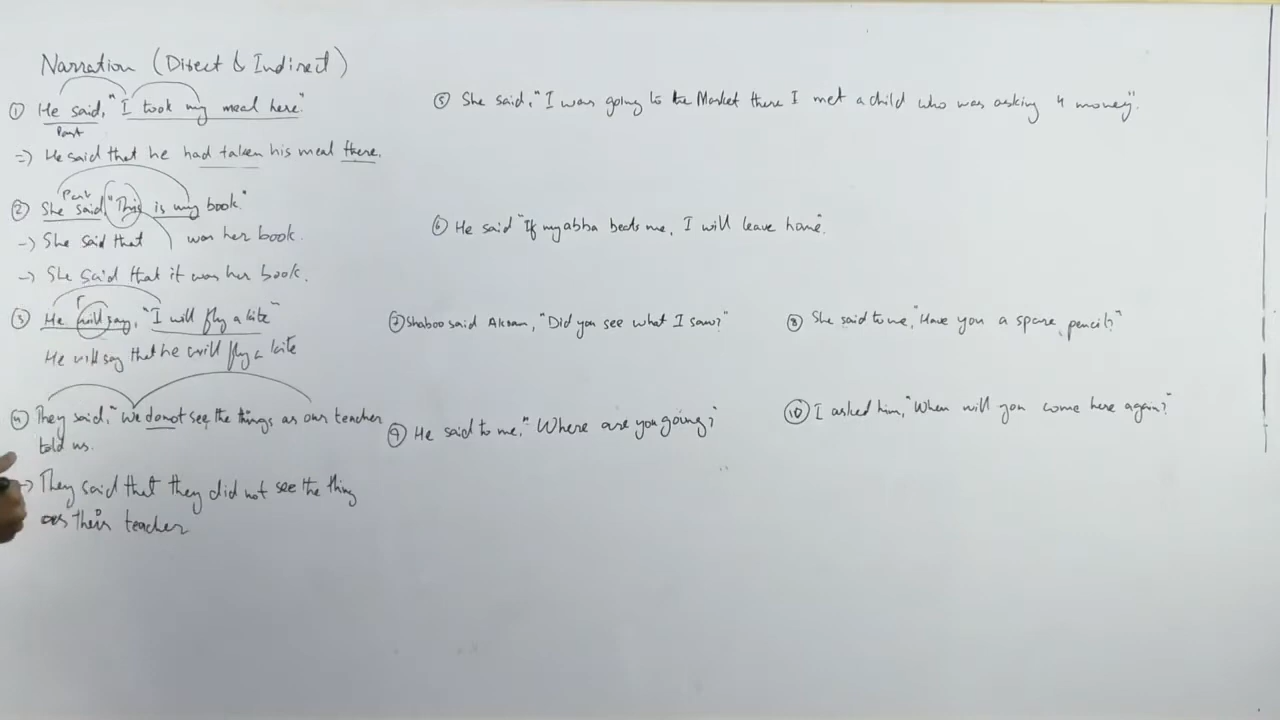 Narration (Direct & Indirect)
① He said, "I took my meal here."
Past
=) He said that he had taken his meal there.
Past
② She said "This is my book."
-) She said that was her book.
-) She said that it was her book.
③ He will say, "I will fly a kite"
He will say that he will fly a kite
④ They said, "We donot see the things as our teacher
told us.
-) They said that they did not see the thing
as their teacher
⑤ She said, "I was going to the Market there I met a child who was asking 4 money".
⑥ He said "If my abba beats me, I will leave home".
⑦ Shaboo said Akram, "Did you see what I saw?"
⑧ She said to me, "Have you a spare pencil?"
⑨ He said to me, "Where are you going?"
⑩ I asked him, "When will you come here again?"